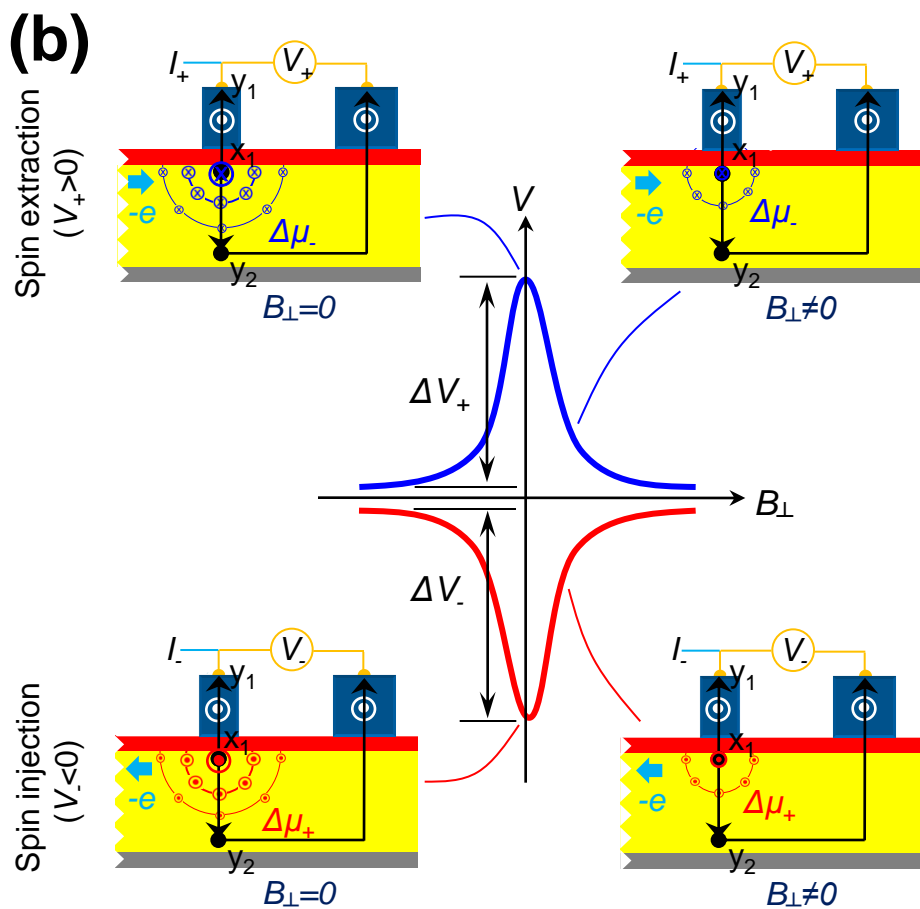 (b)
Spin extraction
(V₊>0)
I₊
V₊
y₁
x₁
-e
Δμ₋
y₂
B⊥=0
I₊
V₊
y₁
x₁
-e
Δμ₋
y₂
B⊥≠0
V
ΔV₊
B⊥
ΔV₋
Spin injection
(V₋<0)
I₋
V₋
y₁
x₁
-e
Δμ₊
y₂
B⊥=0
I₋
V₋
y₁
x₁
-e
Δμ₊
y₂
B⊥≠0